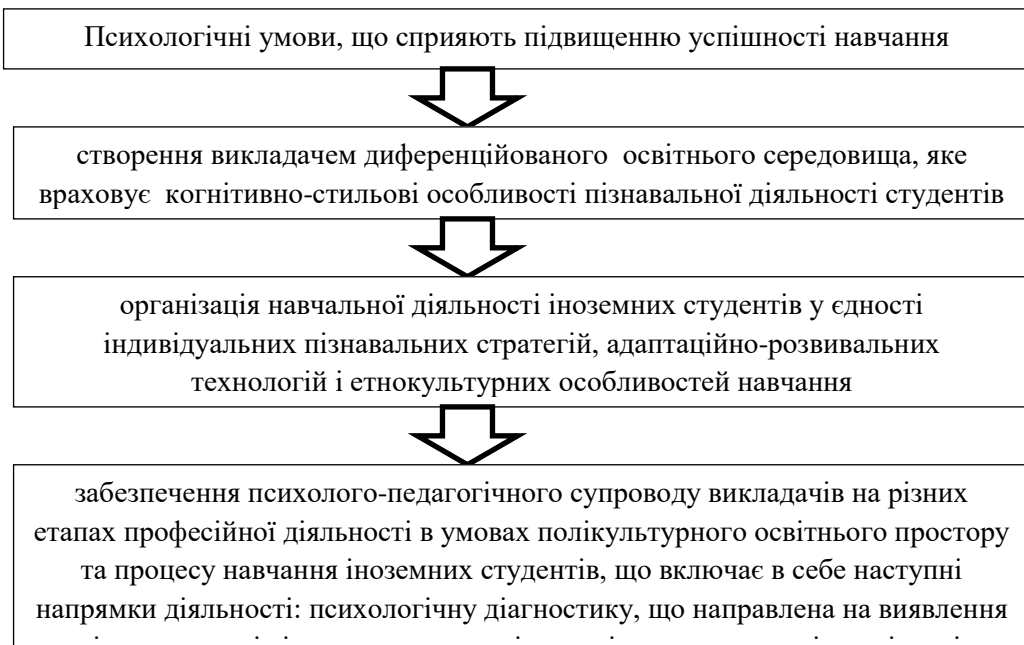 Психологічні умови, що сприяють підвищенню успішності навчання
створення викладачем диференційованого освітнього середовища, яке
враховує когнітивно-стильові особливості пізнавальної діяльності студентів
організація навчальної діяльності іноземних студентів у єдності
індивідуальних пізнавальних стратегій, адаптаційно-розвивальних
технологій і етнокультурних особливостей навчання
забезпечення психолого-педагогічного супроводу викладачів на різних
етапах професійної діяльності в умовах полікультурного освітнього простору
та процесу навчання іноземних студентів, що включає в себе наступні
напрямки діяльності: психологічну діагностику, що направлена на виявлення